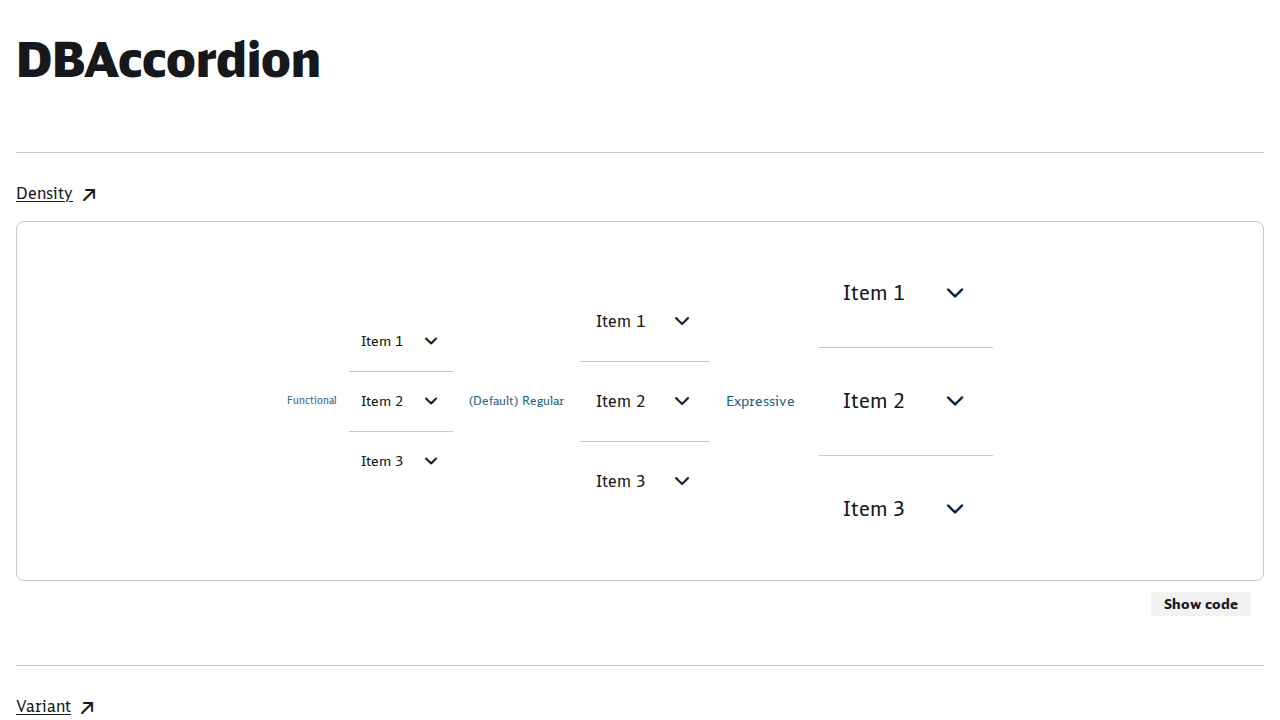 DBAccordion
Density
Functional
Item 1
Item 2
Item 3
(Default) Regular
Item 1
Item 2
Item 3
Expressive
Item 1
Item 2
Item 3
Show code
Variant